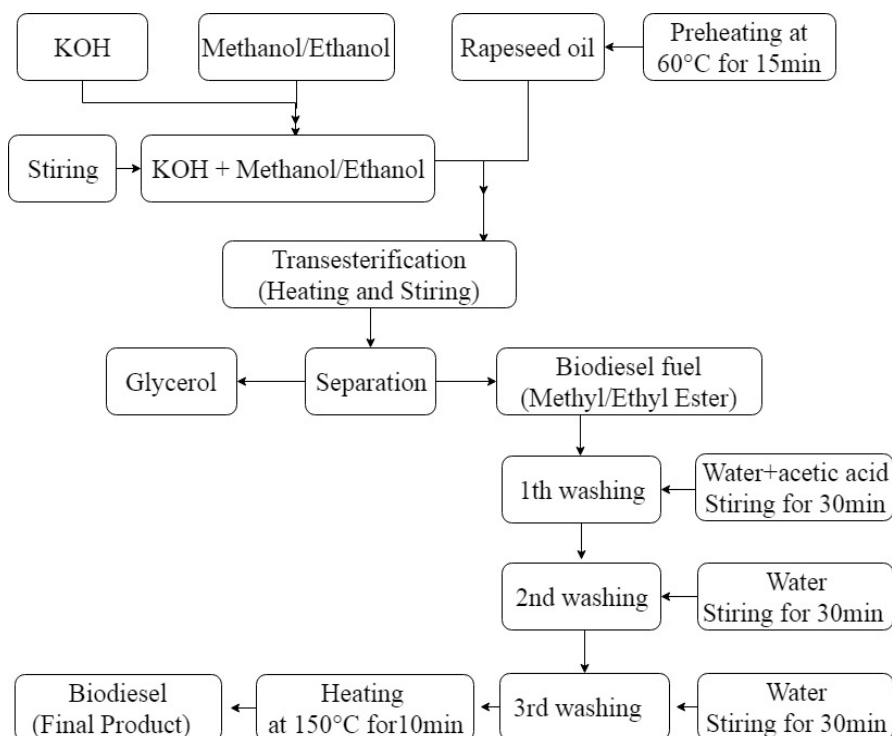 KOH
Methanol/Ethanol
Rapeseed oil
Preheating at
60°C for 15min
Stiring
KOH + Methanol/Ethanol
Transesterification
(Heating and Stiring)
Glycerol
Separation
Biodiesel fuel
(Methyl/Ethyl Ester)
1th washing
Water+acetic acid
Stiring for 30min
2nd washing
Water
Stiring for 30min
Biodiesel
(Final Product)
Heating
at 150°C for10min
3rd washing
Water
Stiring for 30min